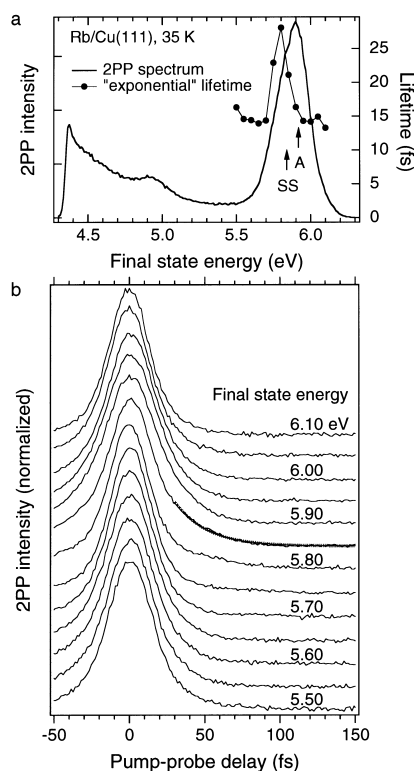 a
Rb/Cu(111), 35 K
2PP spectrum
"exponential" lifetime
2PP intensity
25
20
15
10
5
0
Lifetime (fs)
A
SS
4.5 5.0 5.5 6.0
Final state energy (eV)
b
Final state energy
6.10 eV
6.00
5.90
5.80
5.70
5.60
5.50
2PP intensity (normalized)
-50 0 50 100 150
Pump-probe delay (fs)